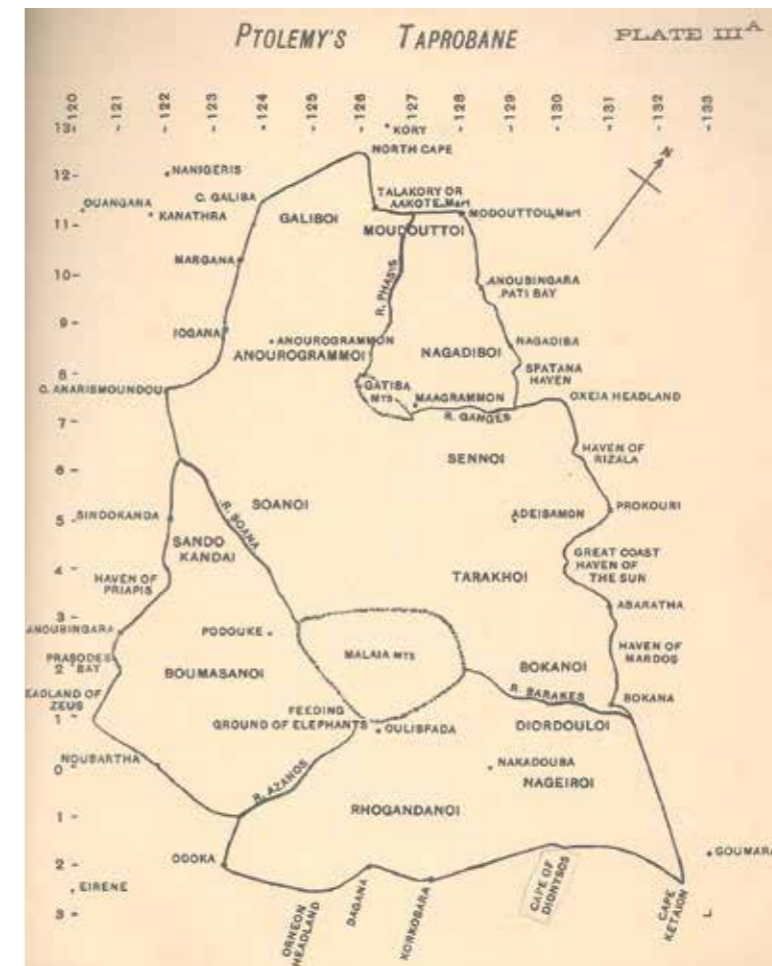 PTOLEMY'S TAPROBANE
PLATE III A
-120
-121
-122
-123
-124
-125
-126
-127
-128
-129
-130
-131
-132
-133
13-
KORY
NORTH CAPE
12-
NANIGERIS
C. GALIBA
TALAKORY OR
AAKOTE, Mart
OUANGARA
KANATHRA
11-
GALIBOI
MODOUTTOU, Mart
MOUDOUTTOI
MARGANA
10-
R. PHASYS
ANOUBINGARA
PATI BAY
9-
IOGANA
ANOUROGRAMMON
ANOUROGRAMMOI
NAGADIBOI
NAGADIBA
8-
SPATANA
HAVEN
C. ANARISMOUNDOU
GATIBA
MTS
MAAGRAMMON
OXEIA HEADLAND
7-
R. GANGES
6-
SENNOI
HAVEN OF
RIZALA
SOANOI
R. SOANA
5-
SINDOKANDA
ADEISAMON
PROKOURI
SANDO
KANDAI
4-
HAVEN OF
PRIAPIS
TARAKHOI
GREAT COAST
HAVEN OF
THE SUN
3-
ABARATHA
ANOUBINGARA
PODOUKE
2-
PRASODES
BAY
MALAIA MTS
HAVEN OF
MARDOS
BOUMASANOI
BOKANOI
EADLAND OF
ZEUS
R. BARAKES
BOKANA
1-
FEEDING
GROUND OF ELEPHANTS
OULISPADA
DIORDOULOI
0-
NOUBARTHA
NAKADOUBA
R. AZANOS
NAGEIROI
1-
RHOGANDANOI
2-
ODOKA
GOUMARA
EIRENE
3-
ORNEON
HEADLAND
DAGANA
KORKOBARA
CAPE OF
DIONYSOS
CAPE
KETAION
N